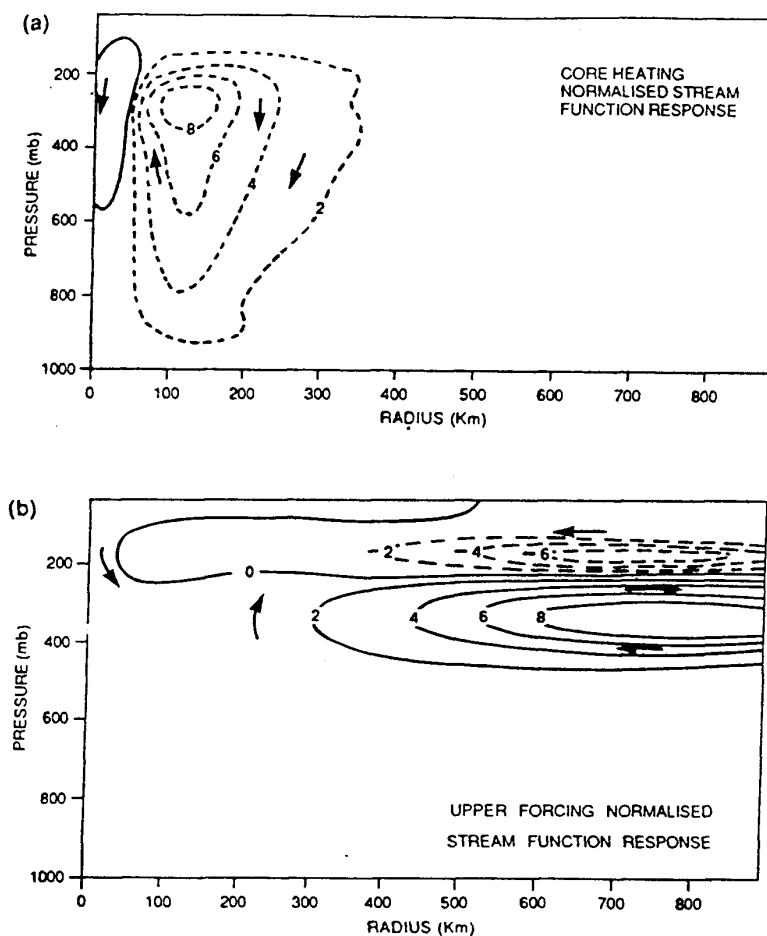 (a)
CORE HEATING
NORMALISED STREAM
FUNCTION RESPONSE
200
400
600
800
1000
PRESSURE (mb)
8
6
4
2
0 100 200 300 400 500 600 700 800
RADIUS (Km)
(b)
200
400
600
800
1000
PRESSURE (mb)
0
2 4 6
2 4 6 8
UPPER FORCING NORMALISED
STREAM FUNCTION RESPONSE
0 100 200 300 400 500 600 700 800
RADIUS (Km)